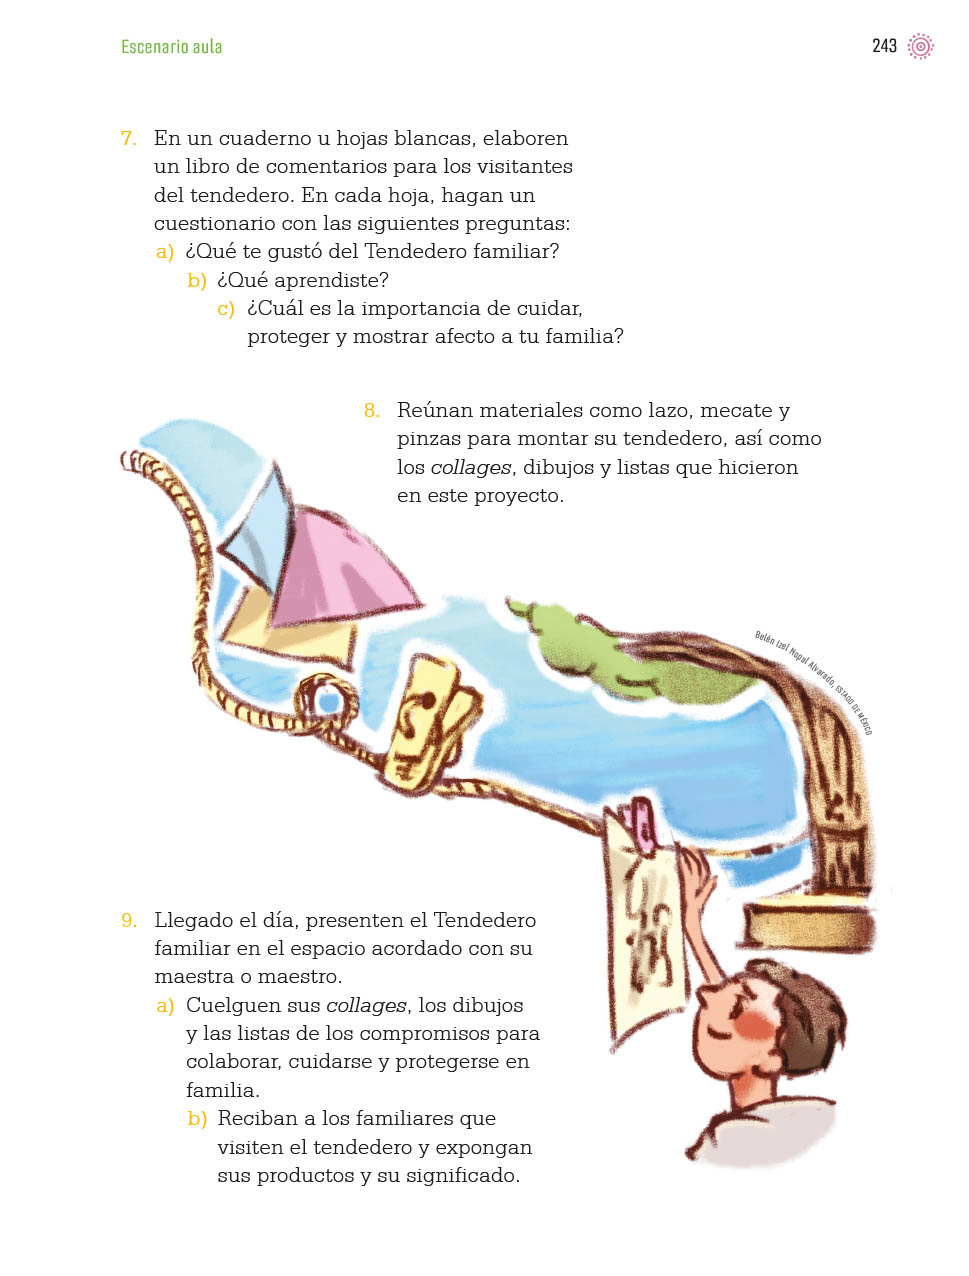 Escenario aula
243
7. En un cuaderno u hojas blancas, elaboren
un libro de comentarios para los visitantes
del tendedero. En cada hoja, hagan un
cuestionario con las siguientes preguntas:
a) ¿Qué te gustó del Tendedero familiar?
b) ¿Qué aprendiste?
c) ¿Cuál es la importancia de cuidar,
proteger y mostrar afecto a tu familia?
8. Reúnan materiales como lazo, mecate y
pinzas para montar su tendedero, así como
los collages, dibujos y listas que hicieron
en este proyecto.
Belén Izel Nopal Alvarado, ESTADO DE MÉXICO
9. Llegado el día, presenten el Tendedero
familiar en el espacio acordado con su
maestra o maestro.
a) Cuelguen sus collages, los dibujos
y las listas de los compromisos para
colaborar, cuidarse y protegerse en
familia.
b) Reciban a los familiares que
visiten el tendedero y expongan
sus productos y su significado.